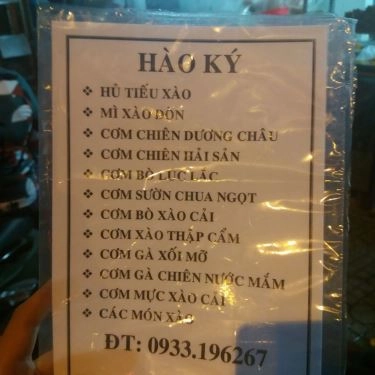 HÀO KÝ
❖ HỦ TIẾU XÀO
❖ MÌ XÀO DÒN
❖ CƠM CHIÊN DƯƠNG CHÂU
❖ CƠM CHIÊN HẢI SẢN
❖ CƠM BÒ LÚC LẮC
❖ CƠM SƯỜN CHUA NGỌT
❖ CƠM BÒ XÀO CẢI
❖ CƠM XÀO THẬP CẨM
❖ CƠM GÀ XỐI MỠ
❖ CƠM GÀ CHIÊN NƯỚC MẮM
❖ CƠM MỰC XÀO CẢI
❖ CÁC MÓN XÀO
ĐT: 0933.196267